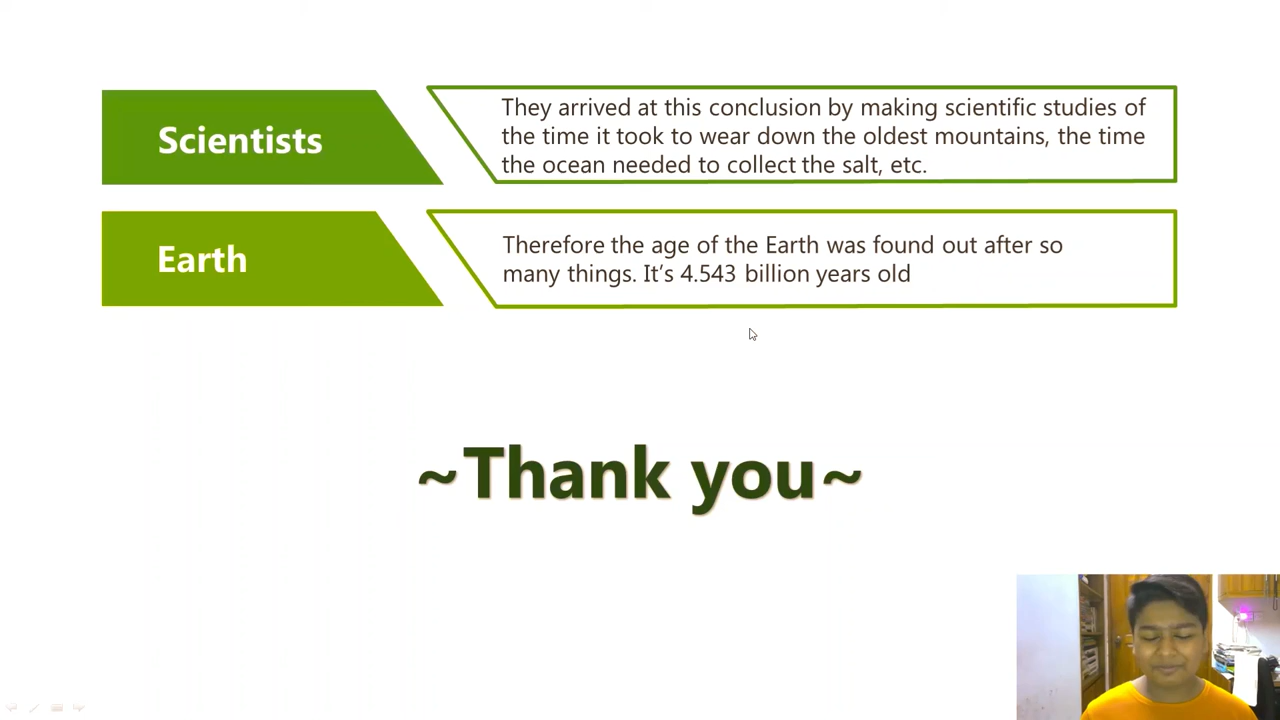 Scientists
They arrived at this conclusion by making scientific studies of
the time it took to wear down the oldest mountains, the time
the ocean needed to collect the salt, etc.
Earth
Therefore the age of the Earth was found out after so
many things. It's 4.543 billion years old
~Thank you~